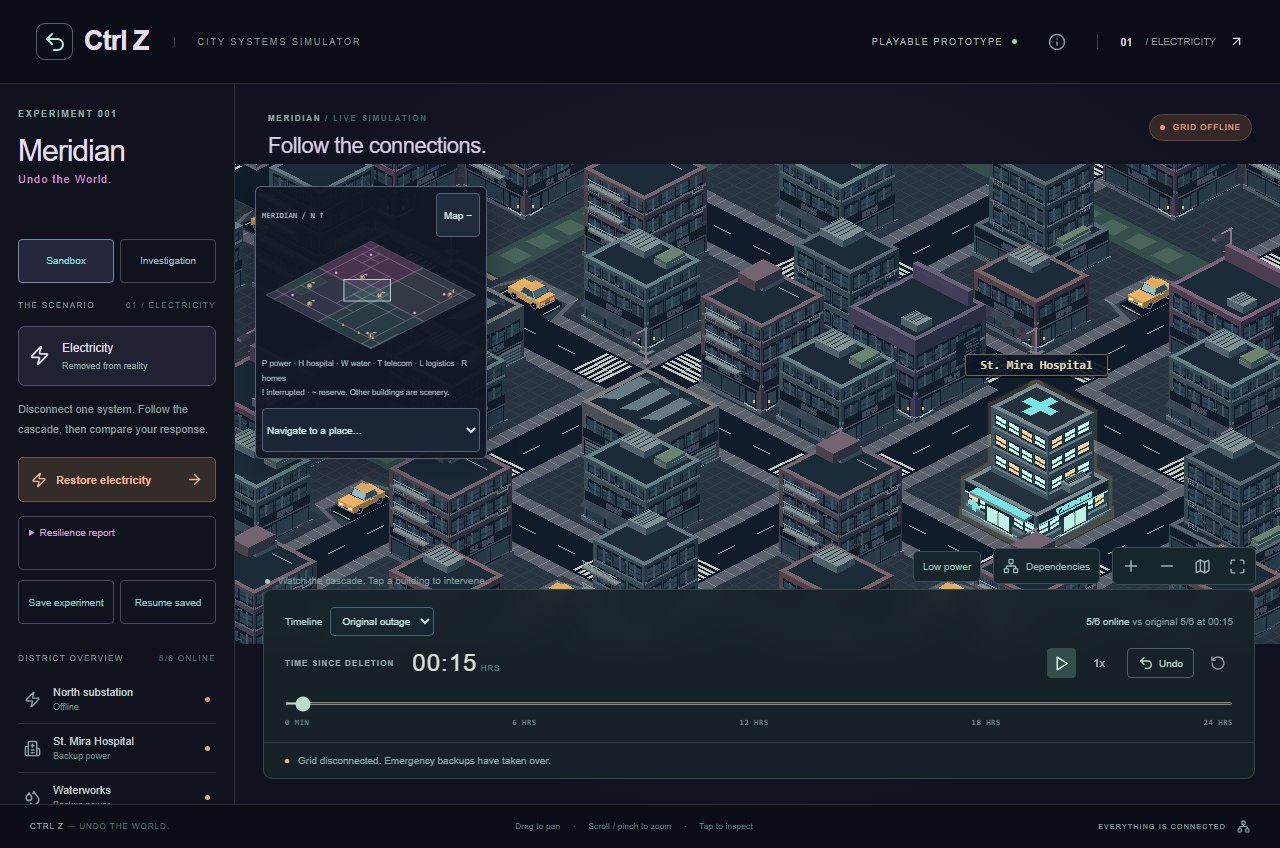 Ctrl Z
CITY SYSTEMS SIMULATOR
PLAYABLE PROTOTYPE
01 / ELECTRICITY
EXPERIMENT 001
Meridian
Undo the World.
Sandbox
Investigation
THE SCENARIO
01 / ELECTRICITY
Electricity
Removed from reality
Disconnect one system. Follow the
cascade, then compare your response.
Restore electricity
Resilience report
Save experiment
Resume saved
DISTRICT OVERVIEW
5/6 ONLINE
North substation
Offline
St. Mira Hospital
Backup power
Waterworks
Backup power
MERIDIAN / LIVE SIMULATION
Follow the connections.
GRID OFFLINE
MERIDIAN / N ↑
Map −
P power · H hospital · W water · T telecom · L logistics · R
homes
! interrupted · ~ reserve. Other buildings are scenery.
Navigate to a place...
St. Mira Hospital
Watch the cascade. Tap a building to intervene
Low power
Dependencies
Timeline
Original outage
5/6 online vs original 5/6 at 00:15
TIME SINCE DELETION
00:15 HRS
1x
Undo
0 MIN
6 HRS
12 HRS
18 HRS
24 HRS
Grid disconnected. Emergency backups have taken over.
CTRL Z — UNDO THE WORLD.
Drag to pan · Scroll / pinch to zoom · Tap to inspect
EVERYTHING IS CONNECTED